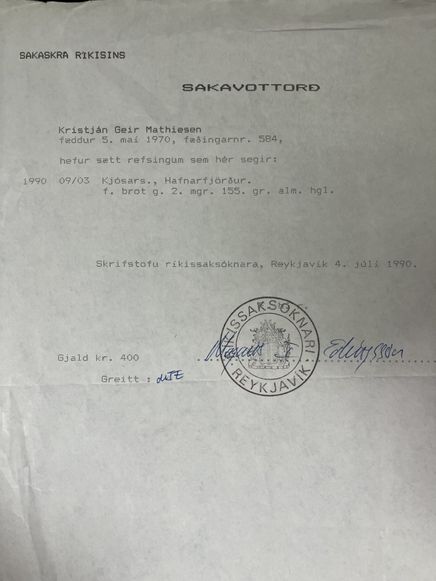 SAKASKRA RÍKISINS
SAKAVOTTORÐ
Kristján Geir Mathiesen
fæddur 5. maí 1970, fæðingarnr. 584,
hefur sætt refsingum sem hér segir:
1990 09/03 Kjósars., Hafnarfjörður.
f. brot g. 2. mgr. 155. gr. alm. hgl.
Skrifstofu ríkissaksóknara, Reykjavík 4. júlí 1990.
RÍKISSAKSÓKNARI
REYKJAVÍK
Gjald kr. 400
Greitt :